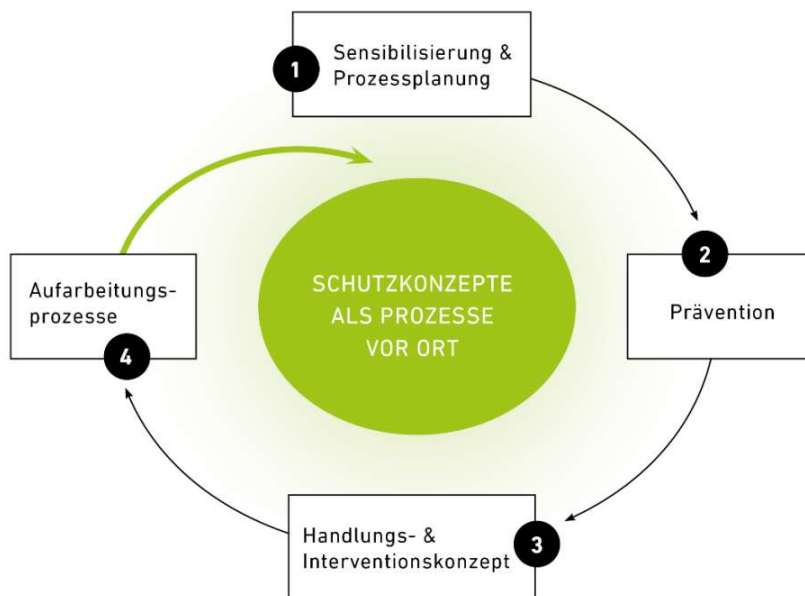 1
Sensibilisierung &
Prozessplanung
2
Prävention
SCHUTZKONZEPTE
ALS PROZESSE
VOR ORT
Aufarbeitungs-
prozesse
4
Handlungs- &
Interventionskonzept
3